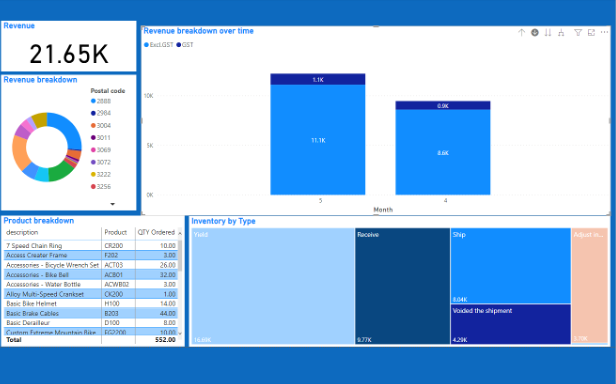 Revenue
21.65K
Revenue breakdown
Postal code
2888
2984
3004
3011
3069
3072
3222
3256
Revenue breakdown over time
Excl.GST GST
10K
5K
0K
1.1K
11.1K
0.9K
8.6K
5 4
Month
Product breakdown
description Product QTY Ordered
7 Speed Chain Ring CR200 10.00
Access Creater Frame F202 3.00
Accessories - Bicycle Wrench Set ACT03 26.00
Accessories - Bike Bell ACB01 32.00
Accessories - Water Bottle ACWB02 3.00
Alloy Multi-Speed Crankset CK200 1.00
Basic Bike Helmet H100 14.00
Basic Brake Cables B203 44.00
Basic Derailleur D100 8.00
Custom Extreme Mountain Bike EG2200 10.00
Total 552.00
Inventory by Type
Yield
Receive
9.77K
Ship
8.04K
Voided the shipment
4.29K
Adjust in...